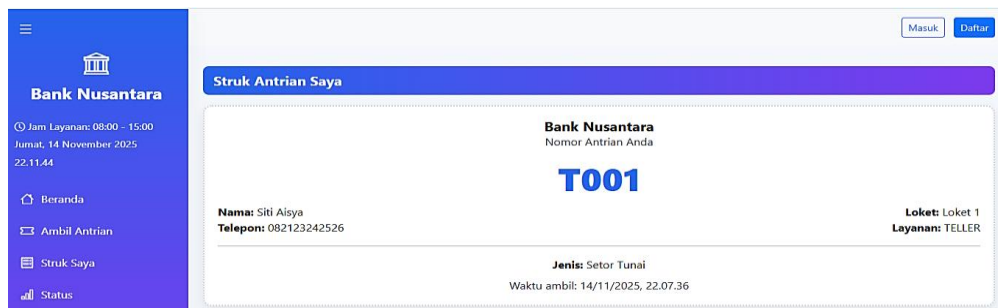 Masuk
Daftar
Bank Nusantara
Jam Layanan: 08:00 - 15:00
Jumat, 14 November 2025
22.11.44
Beranda
Ambil Antrian
Struk Saya
Status
Struk Antrian Saya
Bank Nusantara
Nomor Antrian Anda
T001
Nama: Siti Aisya
Telepon: 082123242526
Loket: Loket 1
Layanan: TELLER
Jenis: Setor Tunai
Waktu ambil: 14/11/2025, 22.07.36